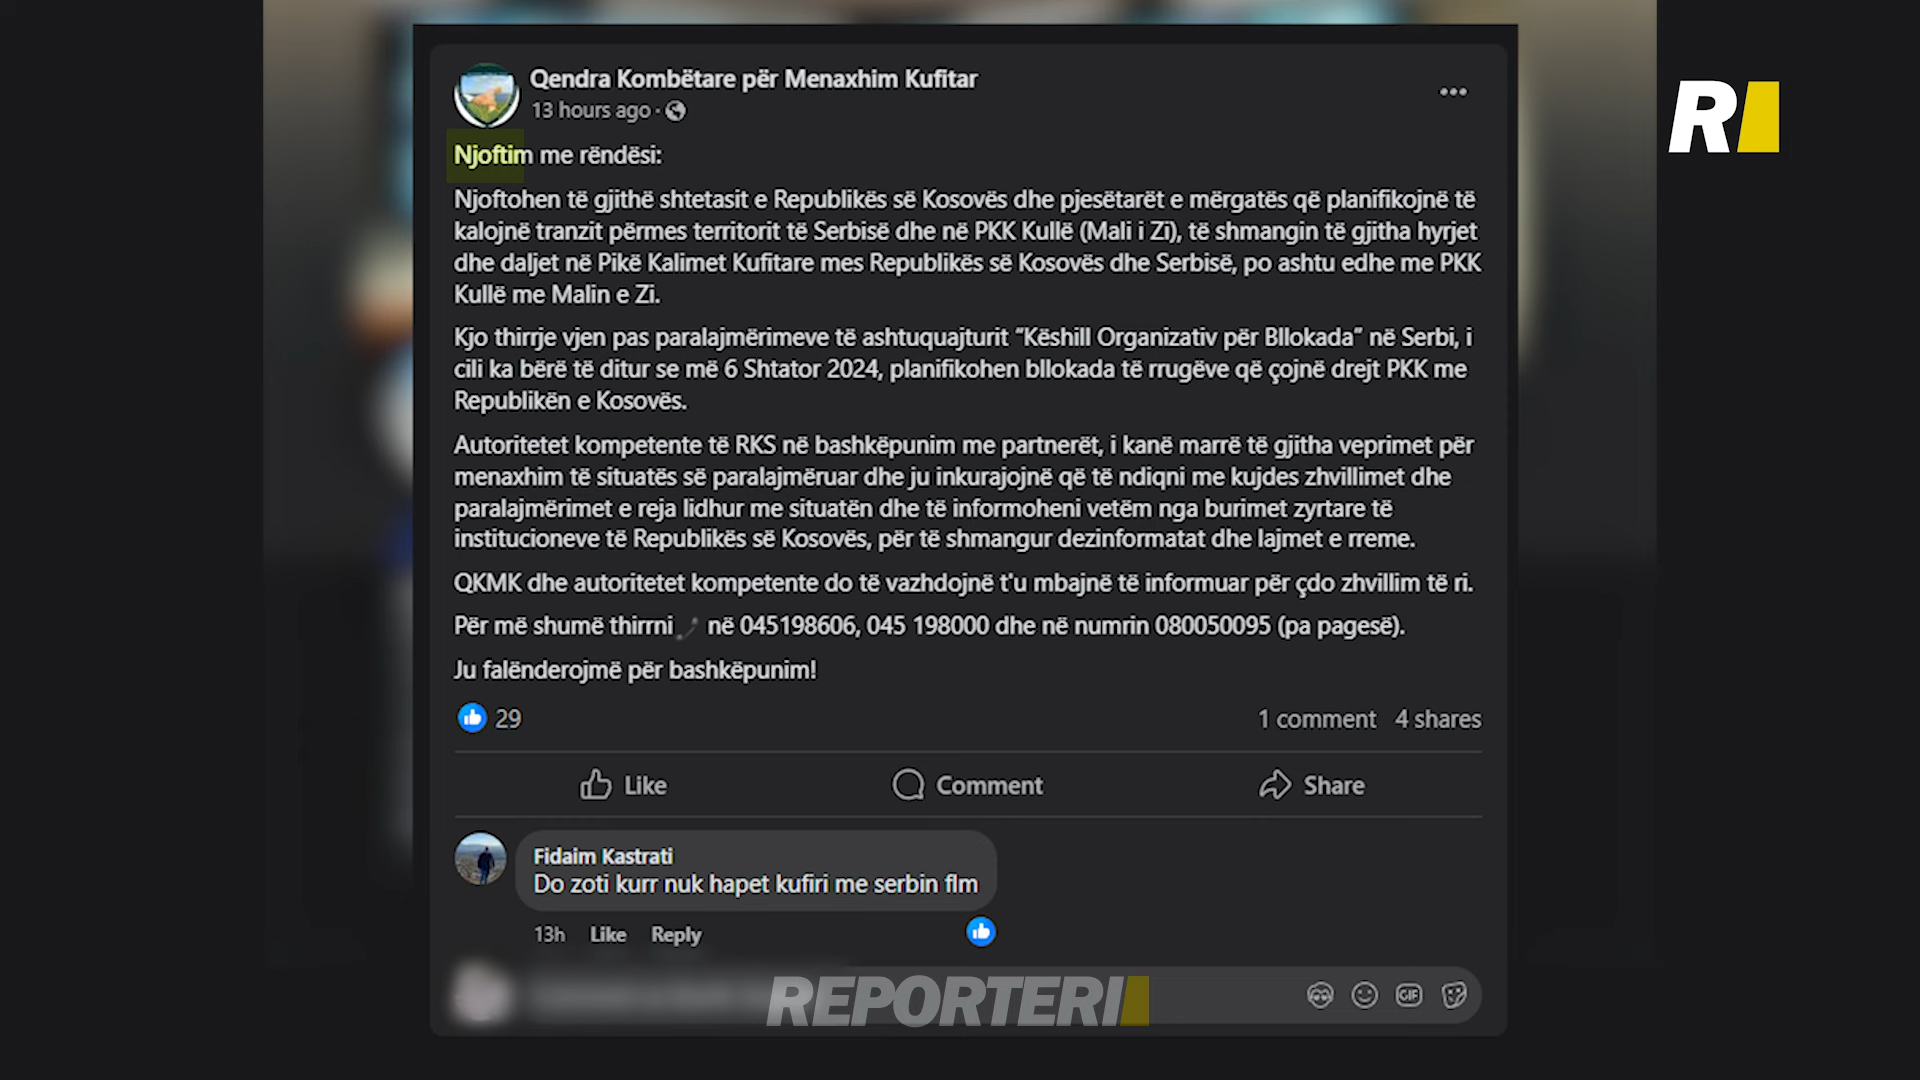 Qendra Kombëtare për Menaxhim Kufitar
13 hours ago ·
R
Njoftim me rëndësi:
Njoftohen të gjithë shtetasit e Republikës së Kosovës dhe pjesëtarët e mërgatës që planifikojnë të
kalojnë tranzit përmes territorit të Serbisë dhe në PKK Kullë (Mali i Zi), të shmangin të gjitha hyrjet
dhe daljet në Pikë Kalimet Kufitare mes Republikës së Kosovës dhe Serbisë, po ashtu edhe me PKK
Kullë me Malin e Zi.
Kjo thirrje vjen pas paralajmërimeve të ashtuquajturit “Këshill Organizativ për Bllokada” në Serbi, i
cili ka bërë të ditur se më 6 Shtator 2024, planifikohen bllokada të rrugëve që çojnë drejt PKK me
Republikën e Kosovës.
Autoritetet kompetente të RKS në bashkëpunim me partnerët, i kanë marrë të gjitha veprimet për
menaxhim të situatës së paralajmëruar dhe ju inkurajojnë që të ndiqni me kujdes zhvillimet dhe
paralajmërimet e reja lidhur me situatën dhe të informoheni vetëm nga burimet zyrtare të
institucioneve të Republikës së Kosovës, për të shmangur dezinformatat dhe lajmet e rreme.
QKMK dhe autoritetet kompetente do të vazhdojnë t'u mbajnë të informuar për çdo zhvillim të ri.
Për më shumë thirrni në 045198606, 045 198000 dhe në numrin 080050095 (pa pagesë).
Ju falënderojmë për bashkëpunim!
29 1 comment 4 shares
Like Comment Share
Fidaim Kastrati
Do zoti kurr nuk hapet kufiri me serbin flm
13h Like Reply
REPORTERI
GIF